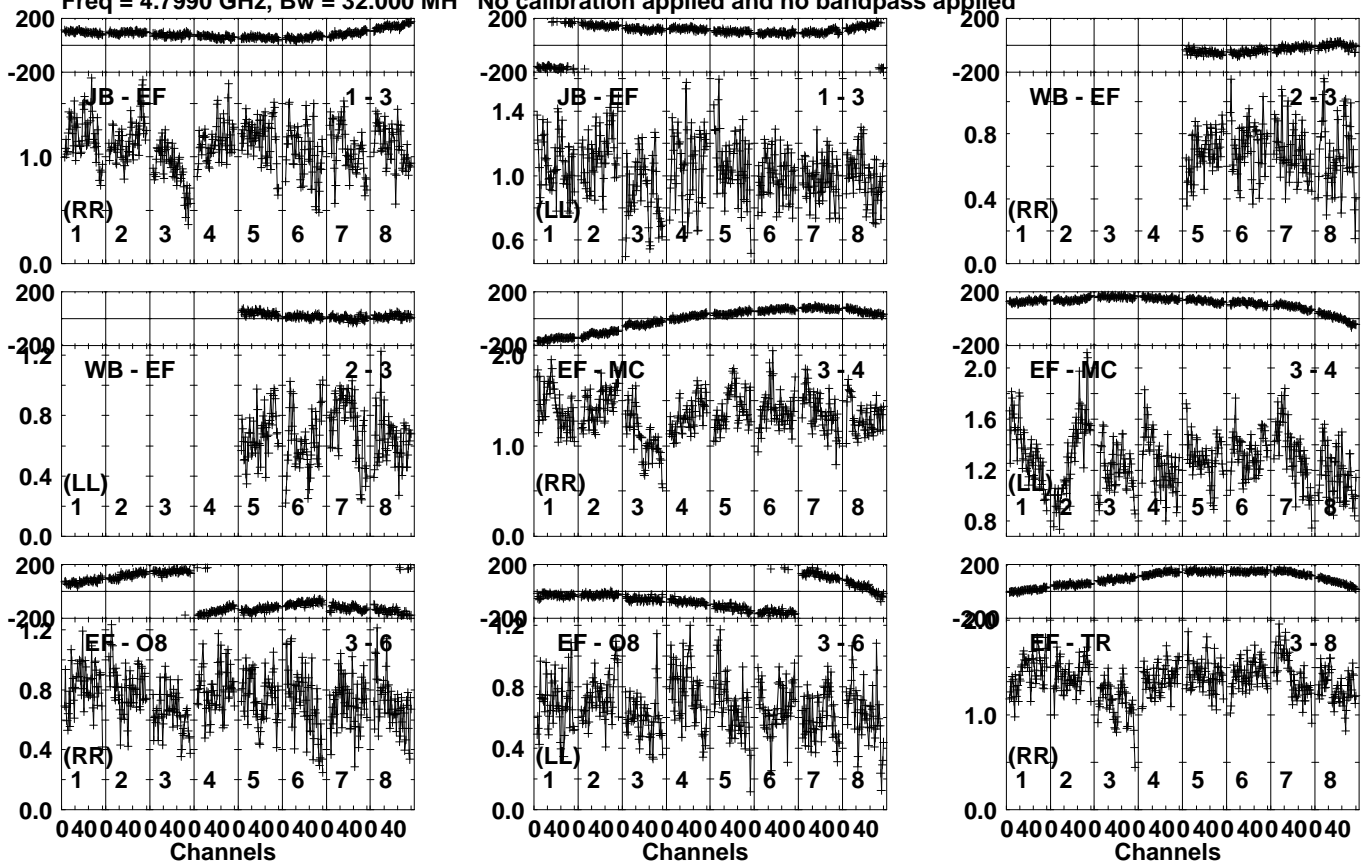 Freq = 4.7990 GHz, Bw = 32.000 MH No calibration applied and no bandpass applied
200
-200
JB - EF 1 - 3
1.0
(RR)
1 2 3 4 5 6 7 8
0.0
200
-200
1.4
JB - EF 1 - 3
1.0
(LL)
0.6
1 2 3 4 5 6 7 8
200
-200
WB - EF 2 - 3
0.8
0.4
(RR)
1 2 3 4 5 6 7 8
0.0
200
-200
1.2
WB - EF 2 - 3
0.8
0.4
(LL)
1 2 3 4 5 6 7 8
0.0
200
-200
2.0
EF - MC 3 - 4
1.0
(RR)
1 2 3 4 5 6 7 8
0.0
200
-200
2.0
EF - MC 3 - 4
1.6
1.2
(LL)
0.8
1 2 3 4 5 6 7 8
200
-200
1.2
EF - O8 3 - 6
0.8
0.4
(RR)
1 2 3 4 5 6 7 8
0.0
0 40 0 40 0 40 0 40 0 40 0 40 0 40 0 40
Channels
200
-200
1.2
EF - O8 3 - 6
0.8
0.4
(LL)
1 2 3 4 5 6 7 8
0.0
0 40 0 40 0 40 0 40 0 40 0 40 0 40 0 40
Channels
200
-200
2.0
EF - TR 3 - 8
1.0
(RR)
1 2 3 4 5 6 7 8
0.0
0 40 0 40 0 40 0 40 0 40 0 40 0 40 0 40
Channels